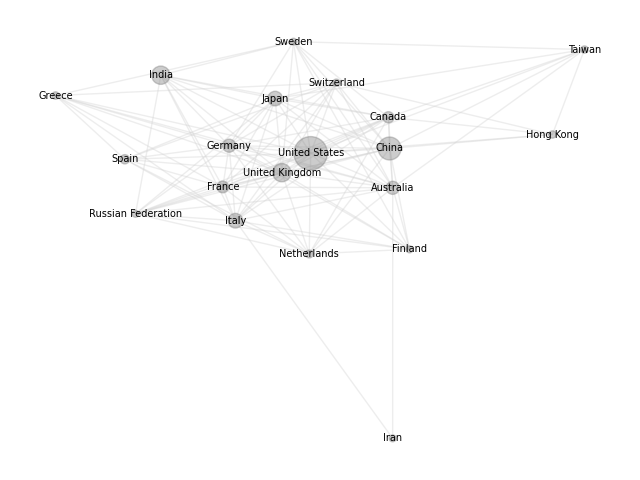 Sweden
Taiwan
India
Switzerland
Greece
Japan
Canada
Hong Kong
Germany
China
United States
Spain
United Kingdom
France
Australia
Russian Federation
Italy
Finland
Netherlands
Iran